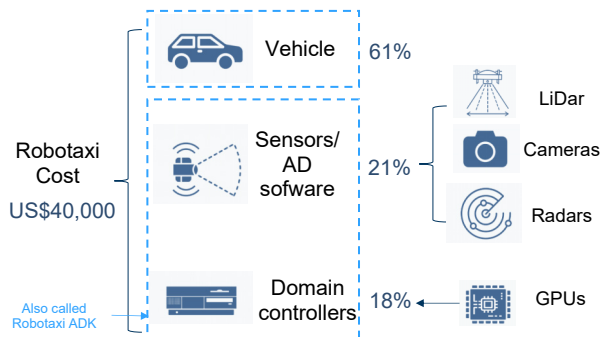 Vehicle
61%
LiDar
Sensors/
AD
sofware
21%
Cameras
Robotaxi
Cost
US$40,000
Radars
Domain
controllers
18%
GPUs
Also called
Robotaxi ADK